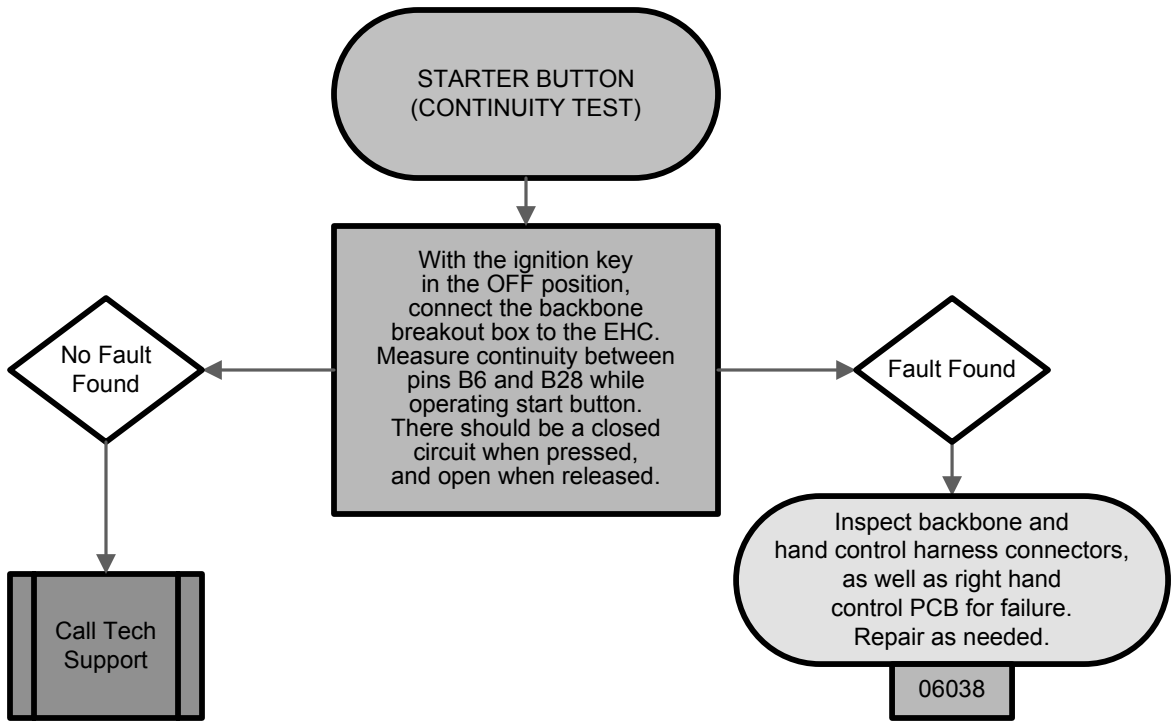 STARTER BUTTON
(CONTINUITY TEST)
With the ignition key
in the OFF position,
connect the backbone
breakout box to the EHC.
Measure continuity between
pins B6 and B28 while
operating start button.
There should be a closed
circuit when pressed,
and open when released.
No Fault
Found
Fault Found
Call Tech
Support
Inspect backbone and
hand control harness connectors,
as well as right hand
control PCB for failure.
Repair as needed.
06038